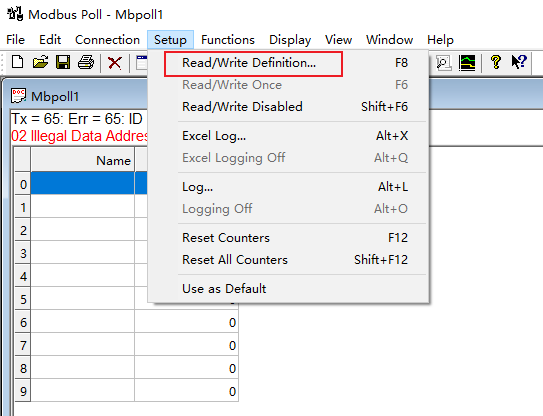 Modbus Poll - Mbpoll1
File Edit Connection Setup Functions Display View Window Help
Mbpoll1
Tx = 65: Err = 65: ID
02 Illegal Data Addres
Name
0
1
2
3
4
5 0
6 0
7 0
8 0
9 0
Read/Write Definition... F8
Read/Write Once F6
Read/Write Disabled Shift+F6
Excel Log... Alt+X
Excel Logging Off Alt+Q
Log... Alt+L
Logging Off Alt+O
Reset Counters F12
Reset All Counters Shift+F12
Use as Default